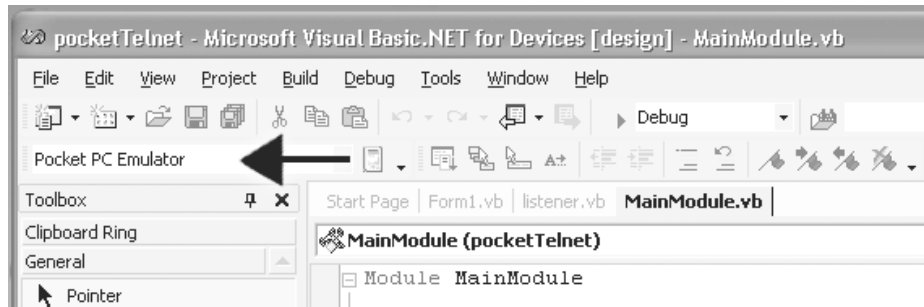 pocketTelnet - Microsoft Visual Basic.NET for Devices [design] - MainModule.vb
File Edit View Project Build Debug Tools Window Help
Debug
Pocket PC Emulator
Toolbox
Start Page Form1.vb listener.vb MainModule.vb
Clipboard Ring
MainModule (pocketTelnet)
General
Module MainModule
Pointer